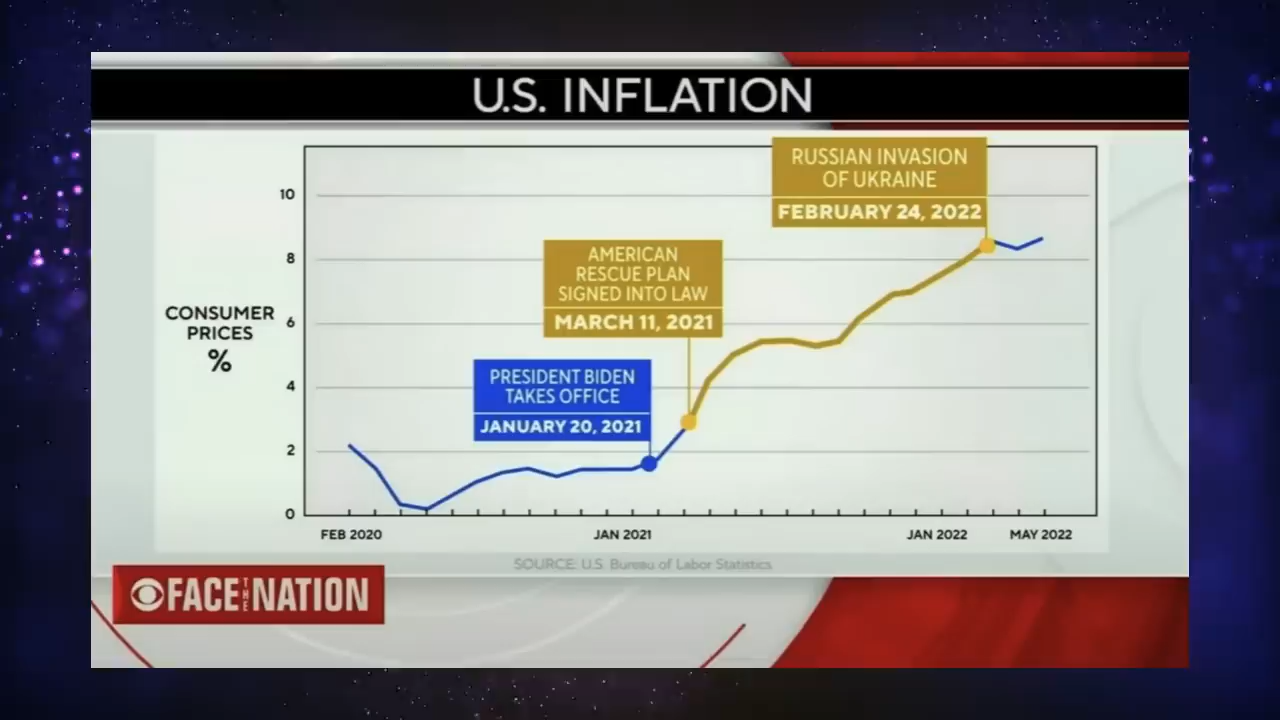 U.S. INFLATION
RUSSIAN INVASION
OF UKRAINE
FEBRUARY 24, 2022
10
AMERICAN
RESCUE PLAN
SIGNED INTO LAW
MARCH 11, 2021
8
CONSUMER
PRICES
%
6
PRESIDENT BIDEN
TAKES OFFICE
JANUARY 20, 2021
4
2
0
FEB 2020
JAN 2021
JAN 2022
MAY 2022
SOURCE: U.S. Bureau of Labor Statistics
FACE THE NATION